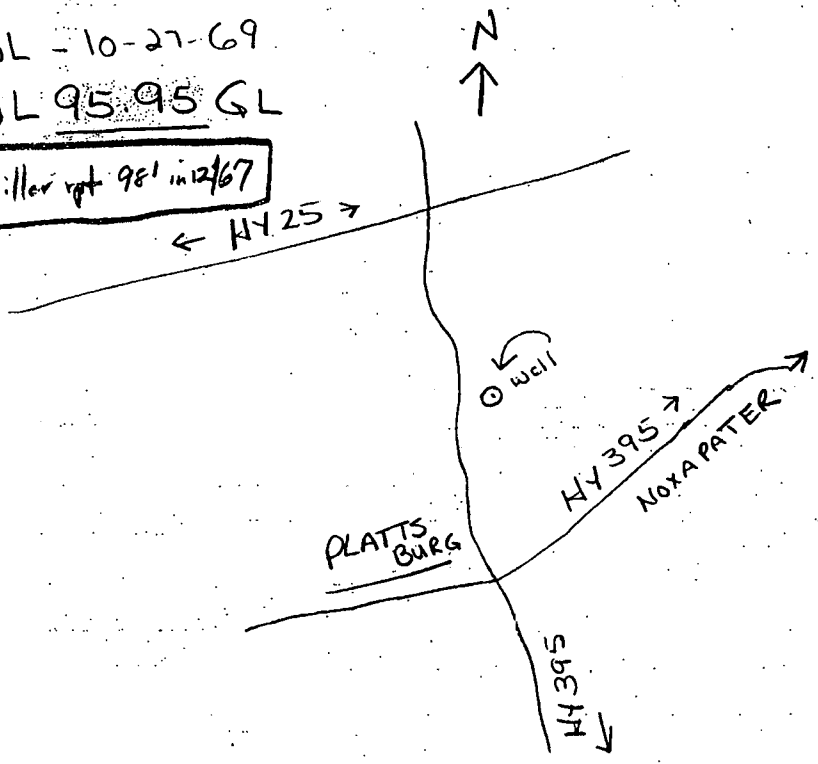 L - 10-27-69
L 95.95 GL
iller rpt 98' in 12/67
N
← HY 25 →
well
HY 395 →
NOXAPATER
PLATTS
BURG
HY 395